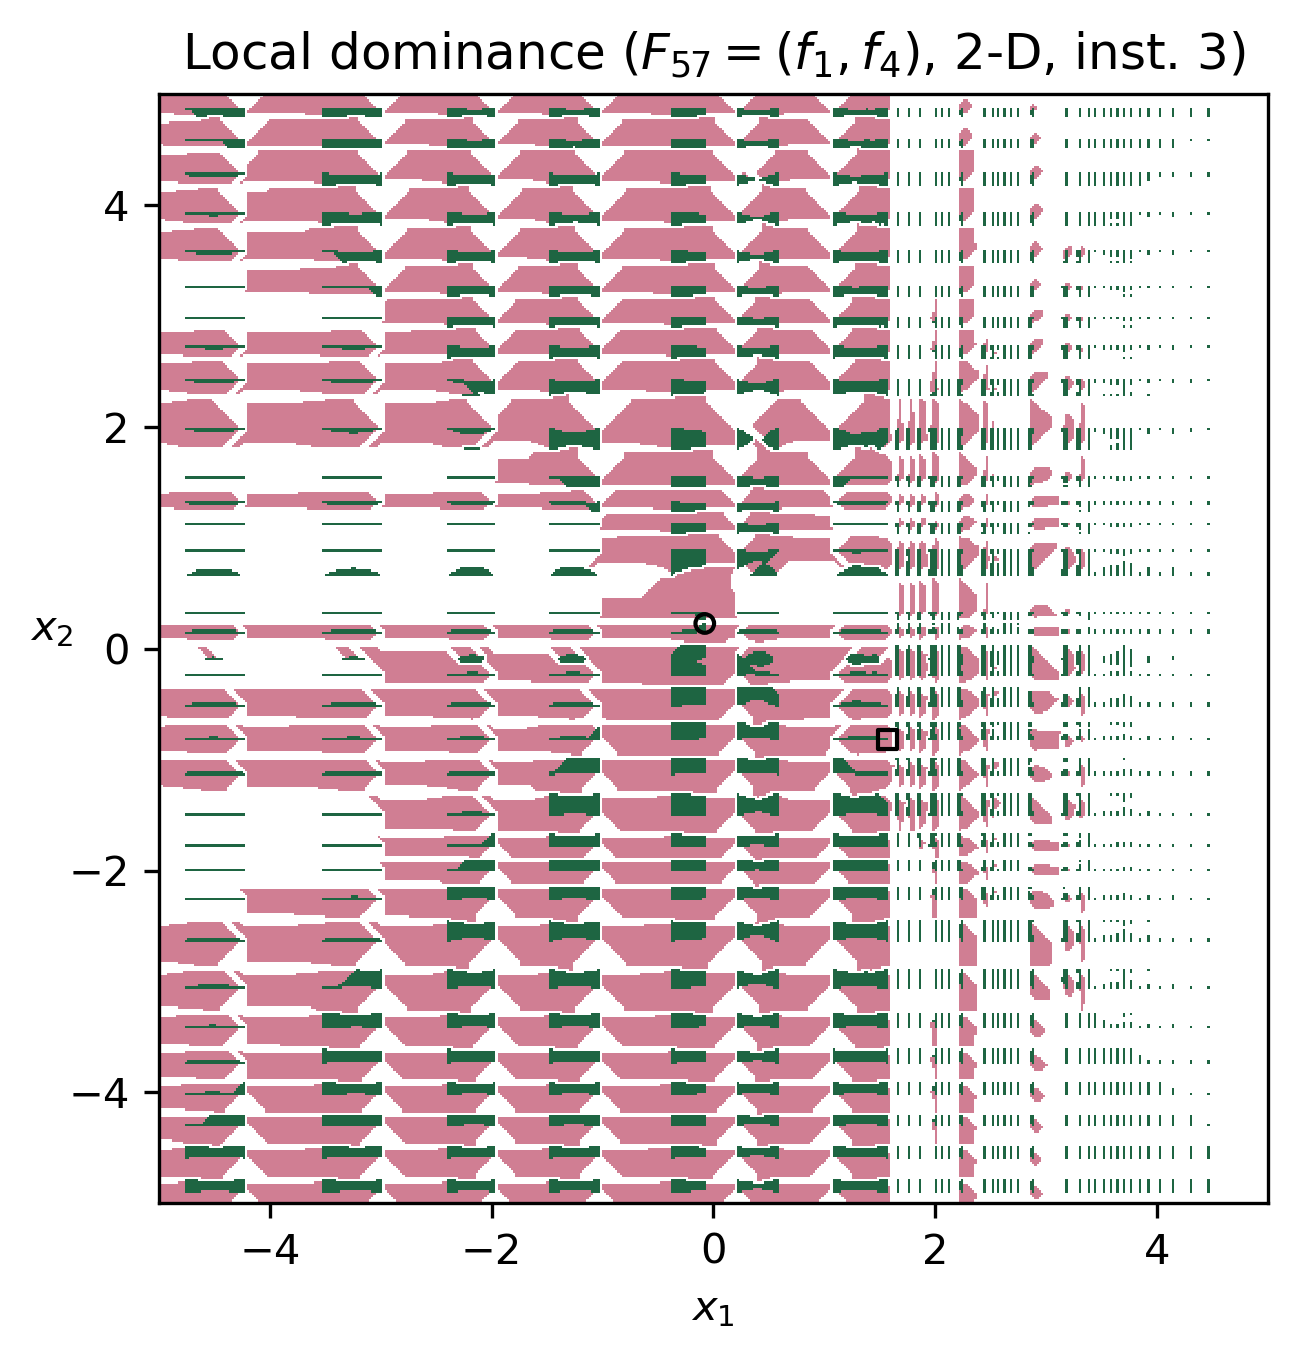 Local dominance (F57 = (f1, f4), 2-D, inst. 3)
4
2
x2
0
−2
−4
−4 −2 0 2 4
x1